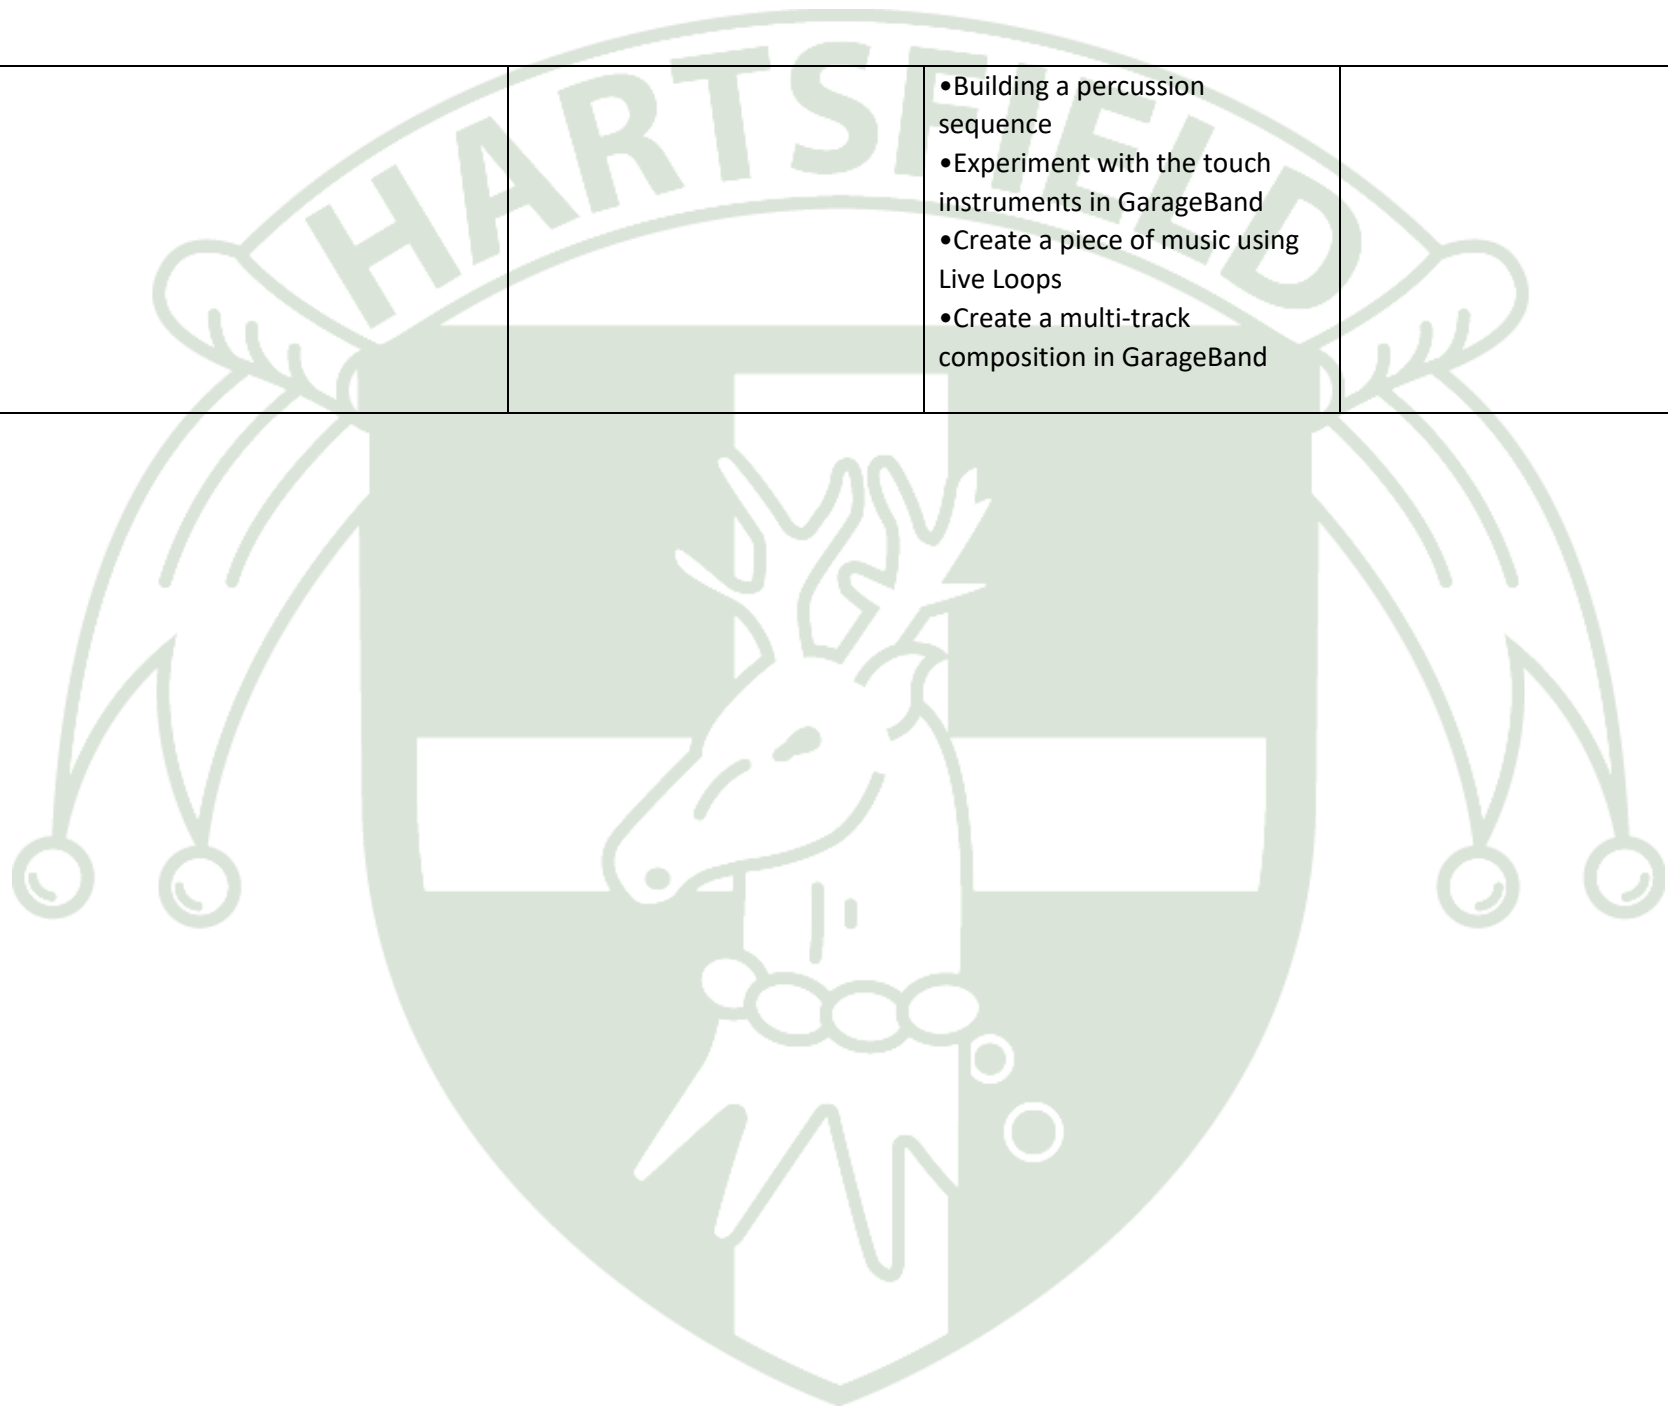 HARTSFIELD
•Building a percussion
sequence
•Experiment with the touch
instruments in GarageBand
•Create a piece of music using
Live Loops
•Create a multi-track
composition in GarageBand